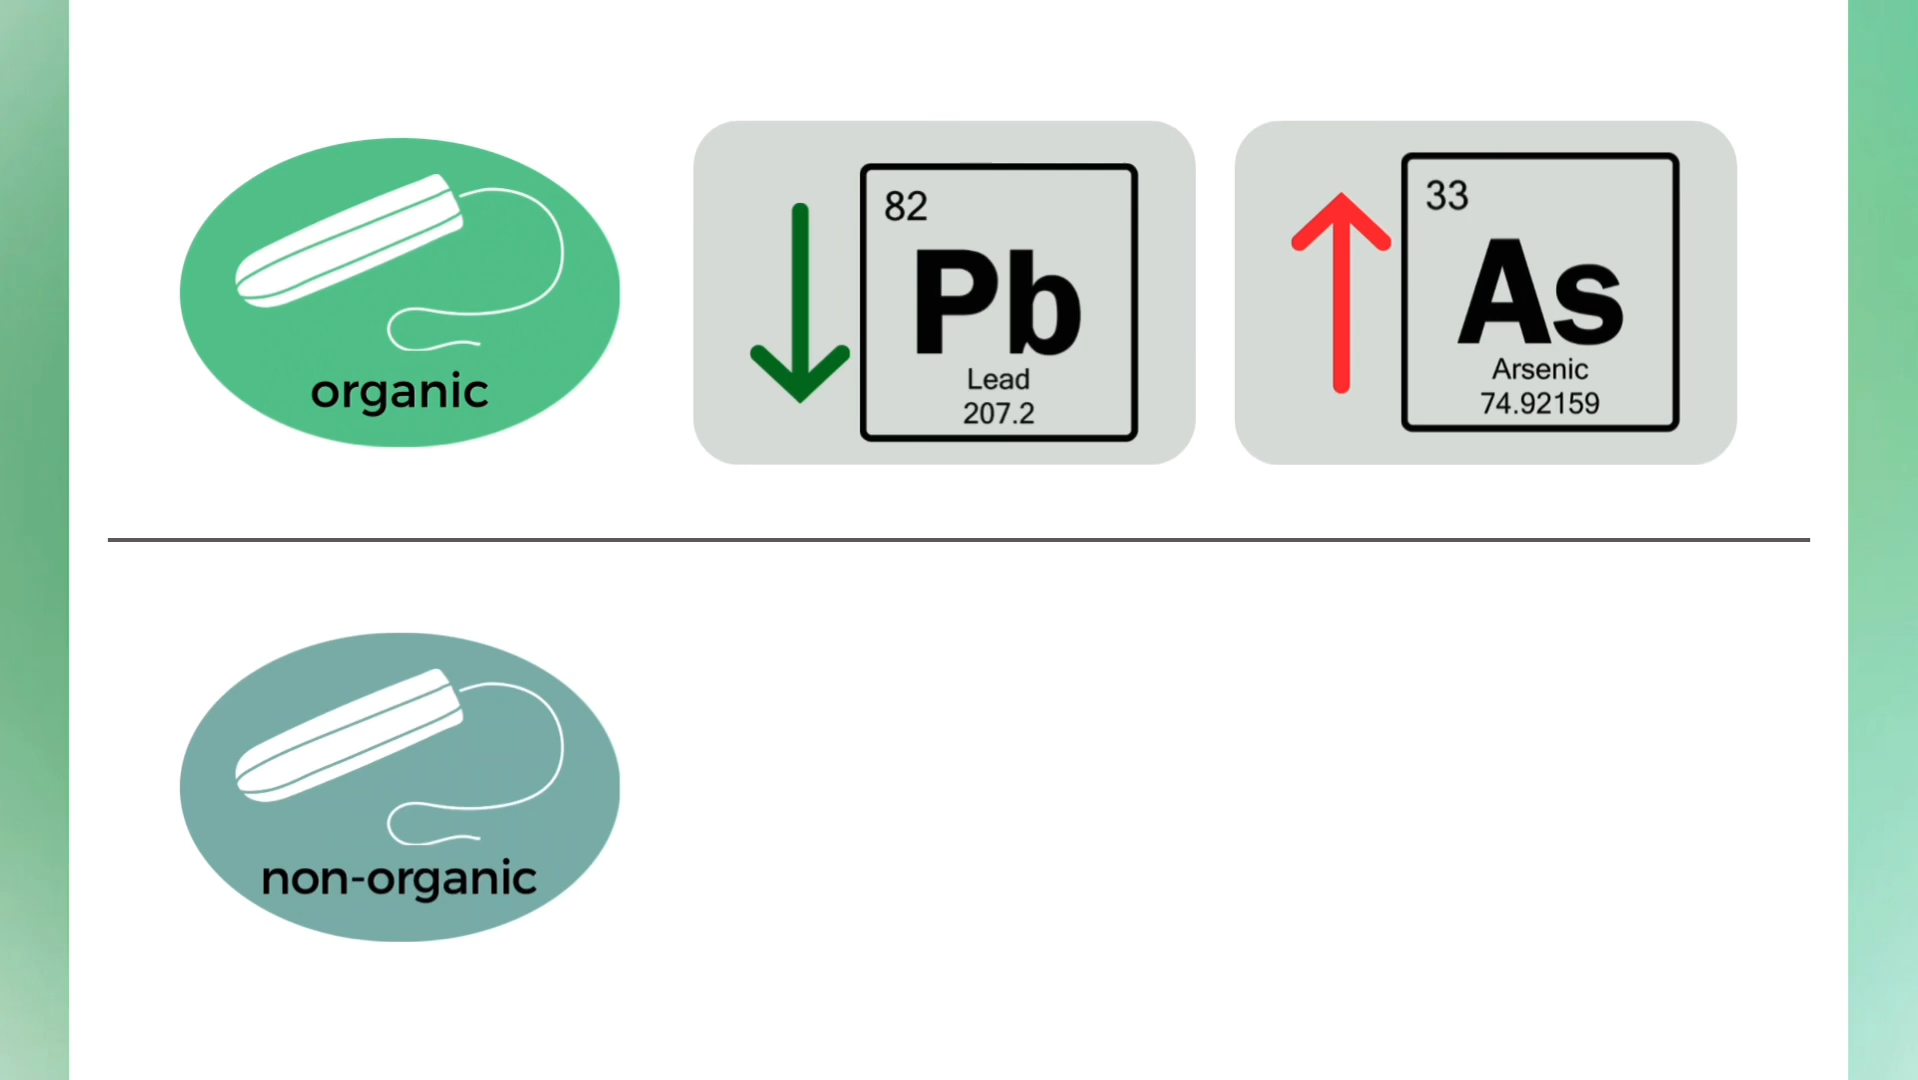 organic
82
Pb
Lead
207.2
33
As
Arsenic
74.92159
non-organic